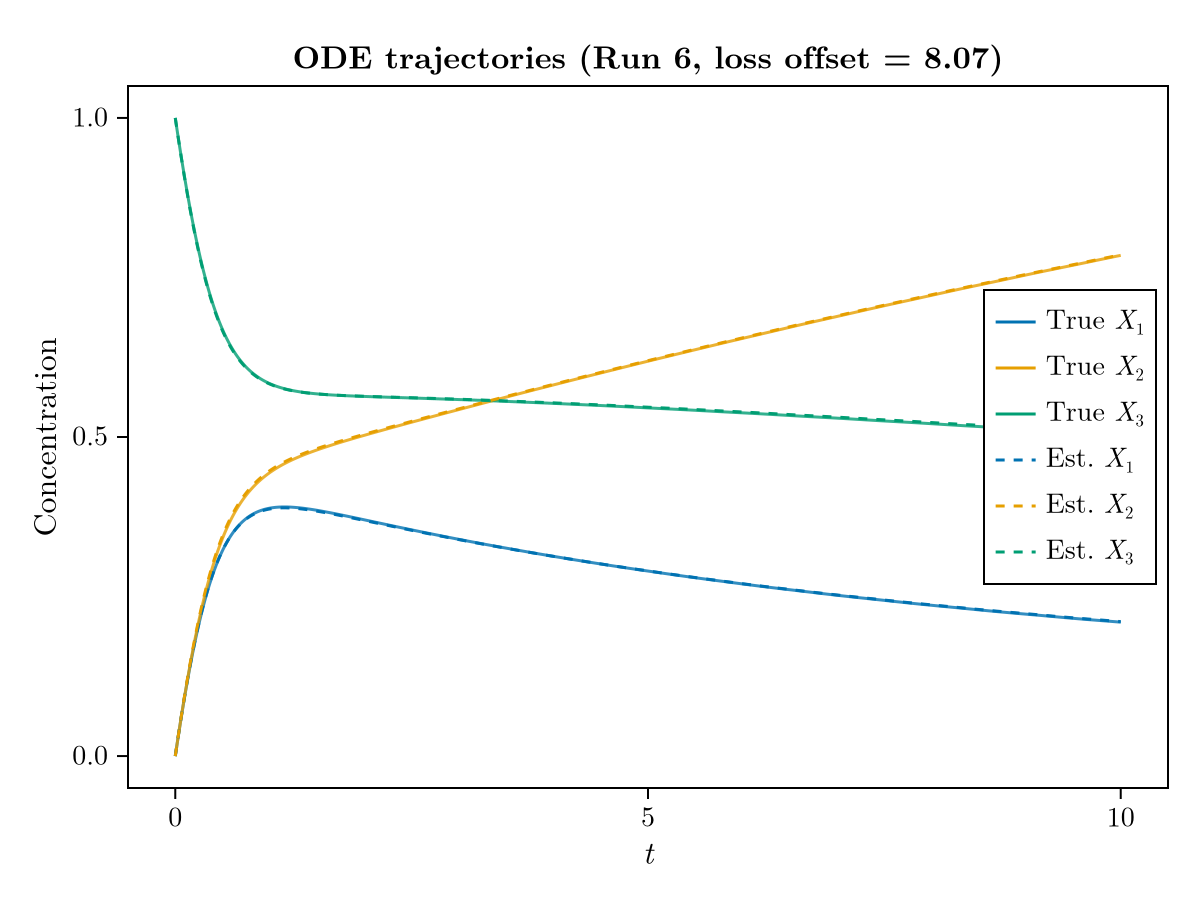 ODE trajectories (Run 6, loss offset = 8.07)
Concentration
1.0
0.5
0.0
0
5
10
t
True X₁
True X₂
True X₃
Est. X₁
Est. X₂
Est. X₃